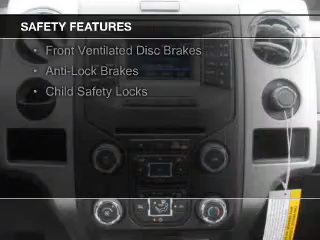 SAFETY FEATURES
• Front Ventilated Disc Brakes
• Anti-Lock Brakes
• Child Safety Locks